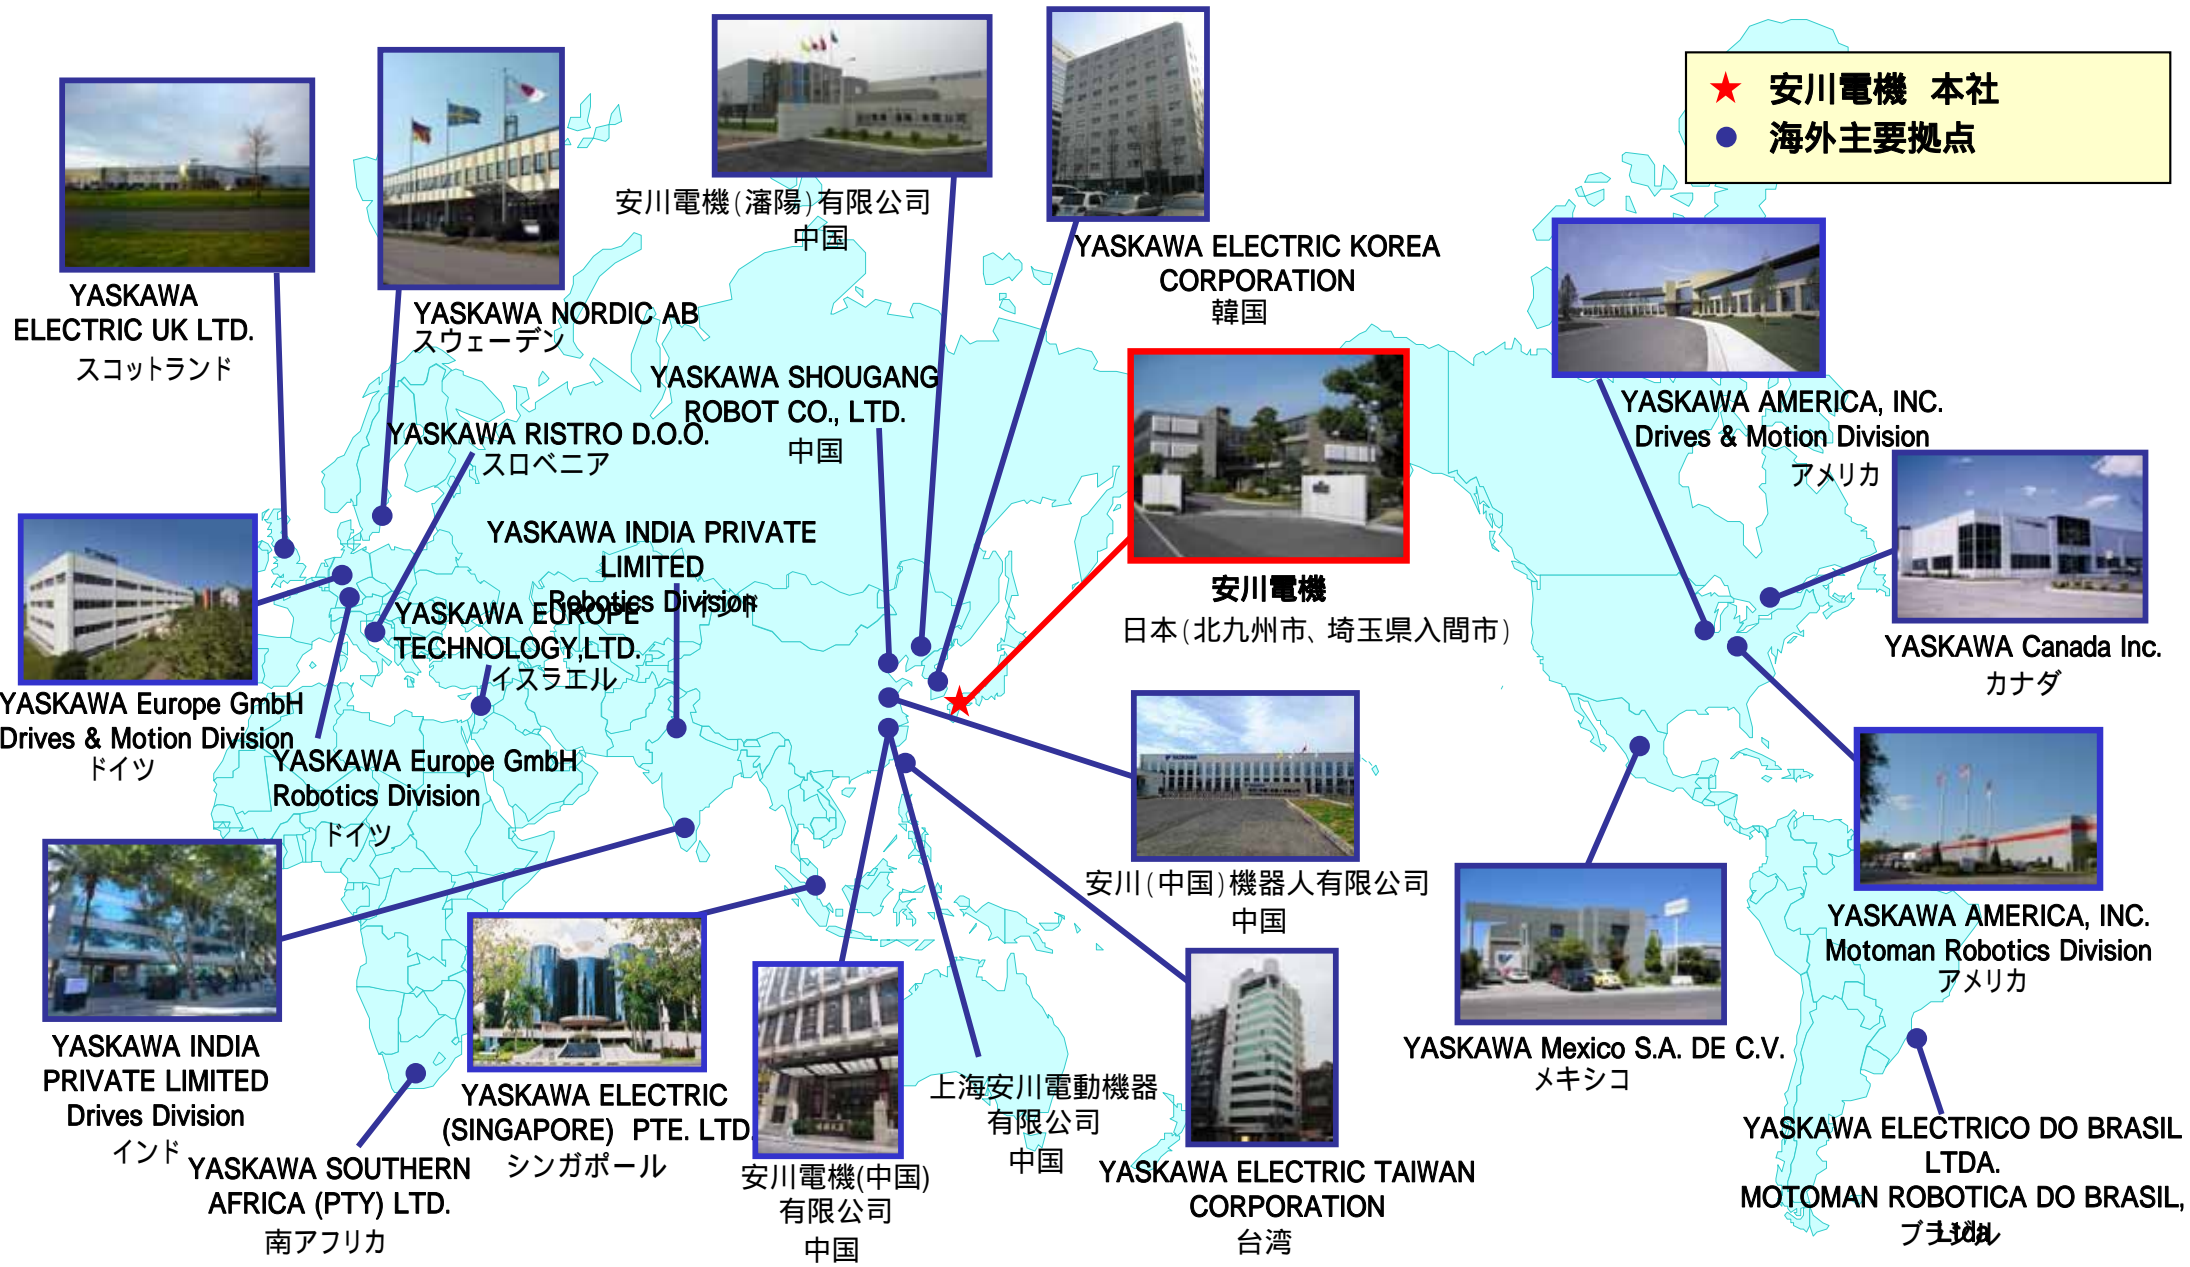 ★ 安川電機 本社
● 海外主要拠点
YASKAWA
ELECTRIC UK LTD.
スコットランド
YASKAWA NORDIC AB
スウェーデン
安川電機(瀋陽)有限公司
中国
YASKAWA ELECTRIC KOREA
CORPORATION
韓国
YASKAWA SHOUGANG
ROBOT CO., LTD.
中国
YASKAWA RISTRO D.O.O.
スロベニア
YASKAWA INDIA PRIVATE
LIMITED
Robotics Division
インド
YASKAWA EUROPE
TECHNOLOGY,LTD.
イスラエル
安川電機
日本(北九州市、埼玉県入間市)
YASKAWA AMERICA, INC.
Drives & Motion Division
アメリカ
YASKAWA Canada Inc.
カナダ
YASKAWA Europe GmbH
Drives & Motion Division
ドイツ
YASKAWA Europe GmbH
Robotics Division
ドイツ
安川(中国)機器人有限公司
中国
YASKAWA AMERICA, INC.
Motoman Robotics Division
アメリカ
YASKAWA INDIA
PRIVATE LIMITED
Drives Division
インド
YASKAWA SOUTHERN
AFRICA (PTY) LTD.
南アフリカ
YASKAWA ELECTRIC
(SINGAPORE) PTE. LTD.
シンガポール
安川電機(中国)
有限公司
中国
上海安川電動機器
有限公司
中国
YASKAWA ELECTRIC TAIWAN
CORPORATION
台湾
YASKAWA Mexico S.A. DE C.V.
メキシコ
YASKAWA ELECTRICO DO BRASIL
LTDA.
MOTOMAN ROBOTICA DO BRASIL,
Ltda
ブラジル